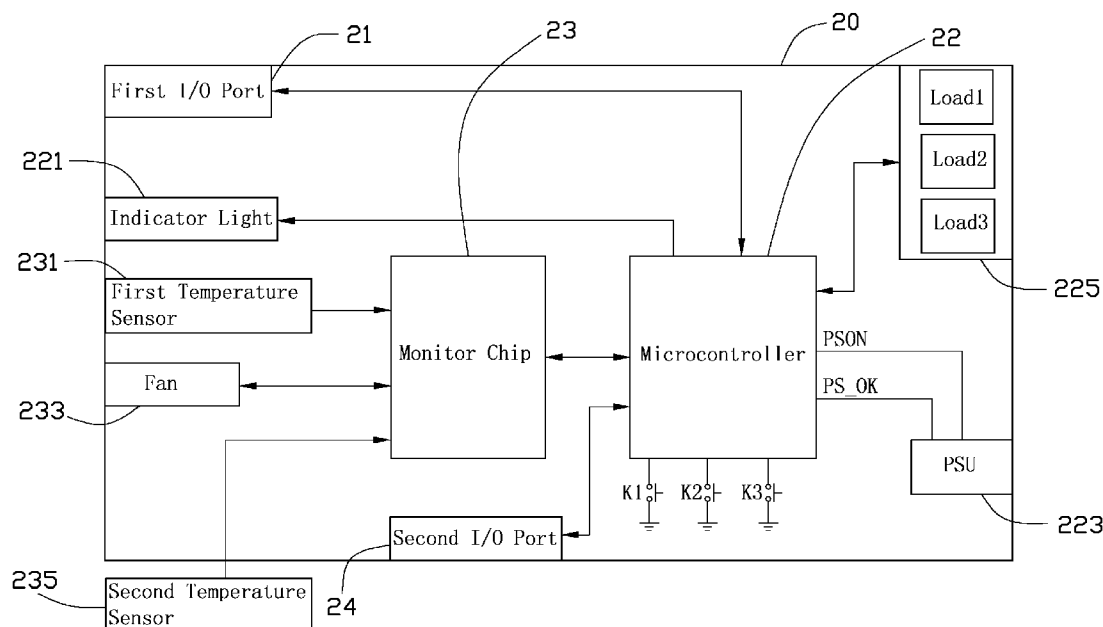 21
23
20
22
First I/O Port
Load1
221
Load2
Indicator Light
Load3
231
First Temperature
Sensor
225
Monitor Chip
Microcontroller
PSON
Fan
PS_OK
233
PSU
K1
K2
K3
223
Second I/O Port
235
Second Temperature
Sensor
24